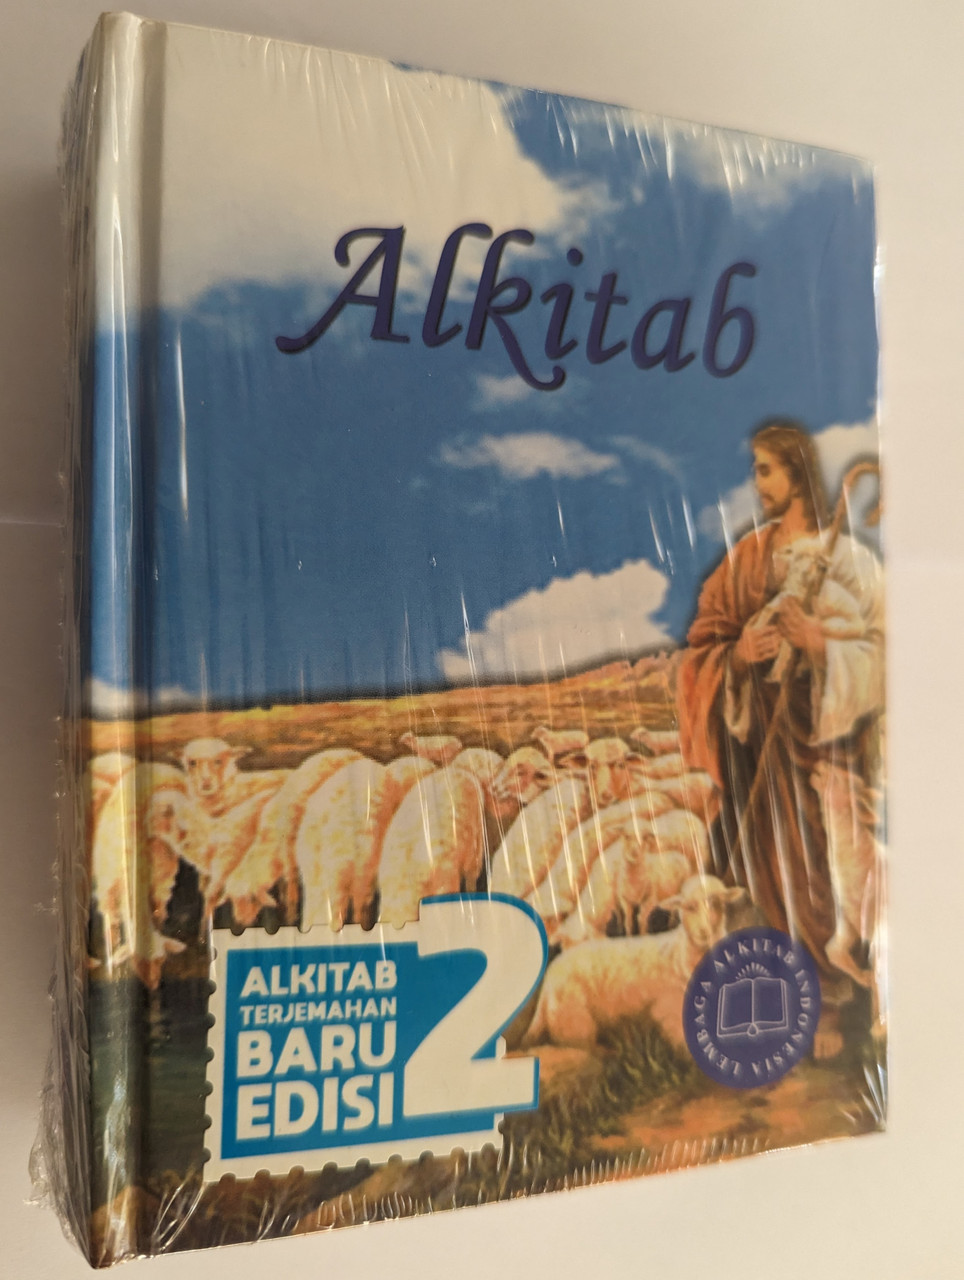 Alkitab
ALKITAB
TERJEMAHAN
BARU
EDISI
2
LEMBAGA ALKITAB INDONESIA